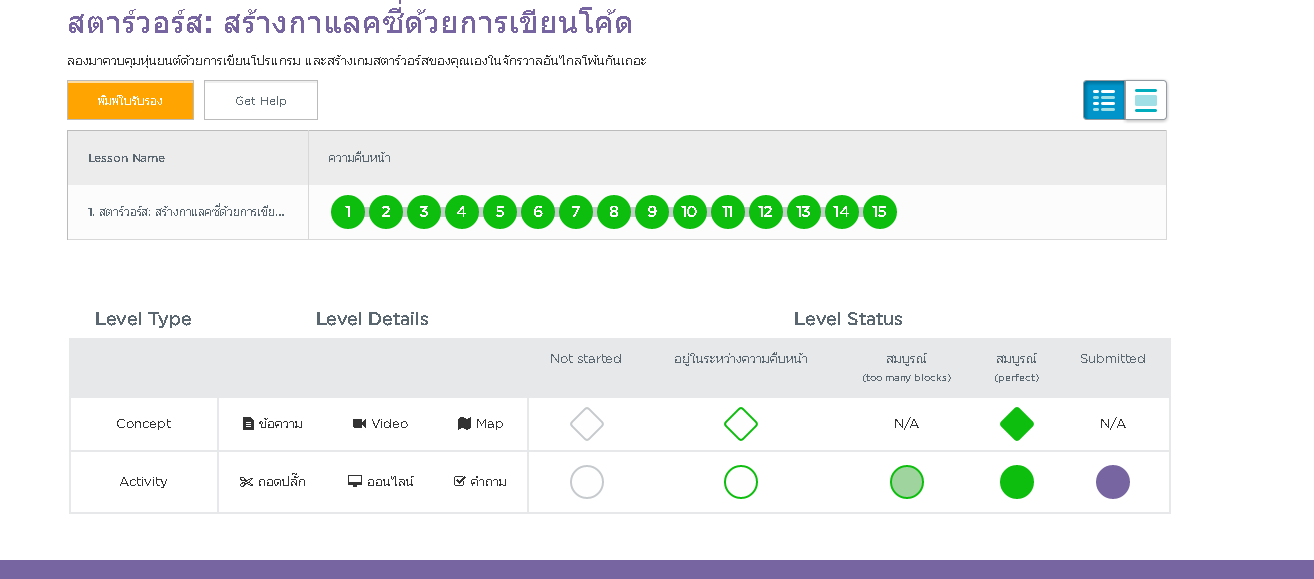 สตาร์วอร์ส: สร้างกาแลคซี่ด้วยการเขียนโค้ด
ลองมาควบคุมหุ่นยนต์ด้วยการเขียนโปรแกรม และสร้างเกมสตาร์วอร์สของคุณเองในจักรวาลอันไกลโพ้นกันเถอะ
พิมพ์ใบรับรอง Get Help
Lesson Name ความคืบหน้า
1. สตาร์วอร์ส: สร้างกาแลคซี่ด้วยการเขีย... 1 2 3 4 5 6 7 8 9 10 11 12 13 14 15
Level Type Level Details Level Status
Not started อยู่ในระหว่างความคืบหน้า สมบูรณ์ สมบูรณ์ Submitted
(too many blocks) (perfect)
Concept ข้อความ Video Map N/A N/A
Activity ถอดปลั๊ก ออนไลน์ คำถาม